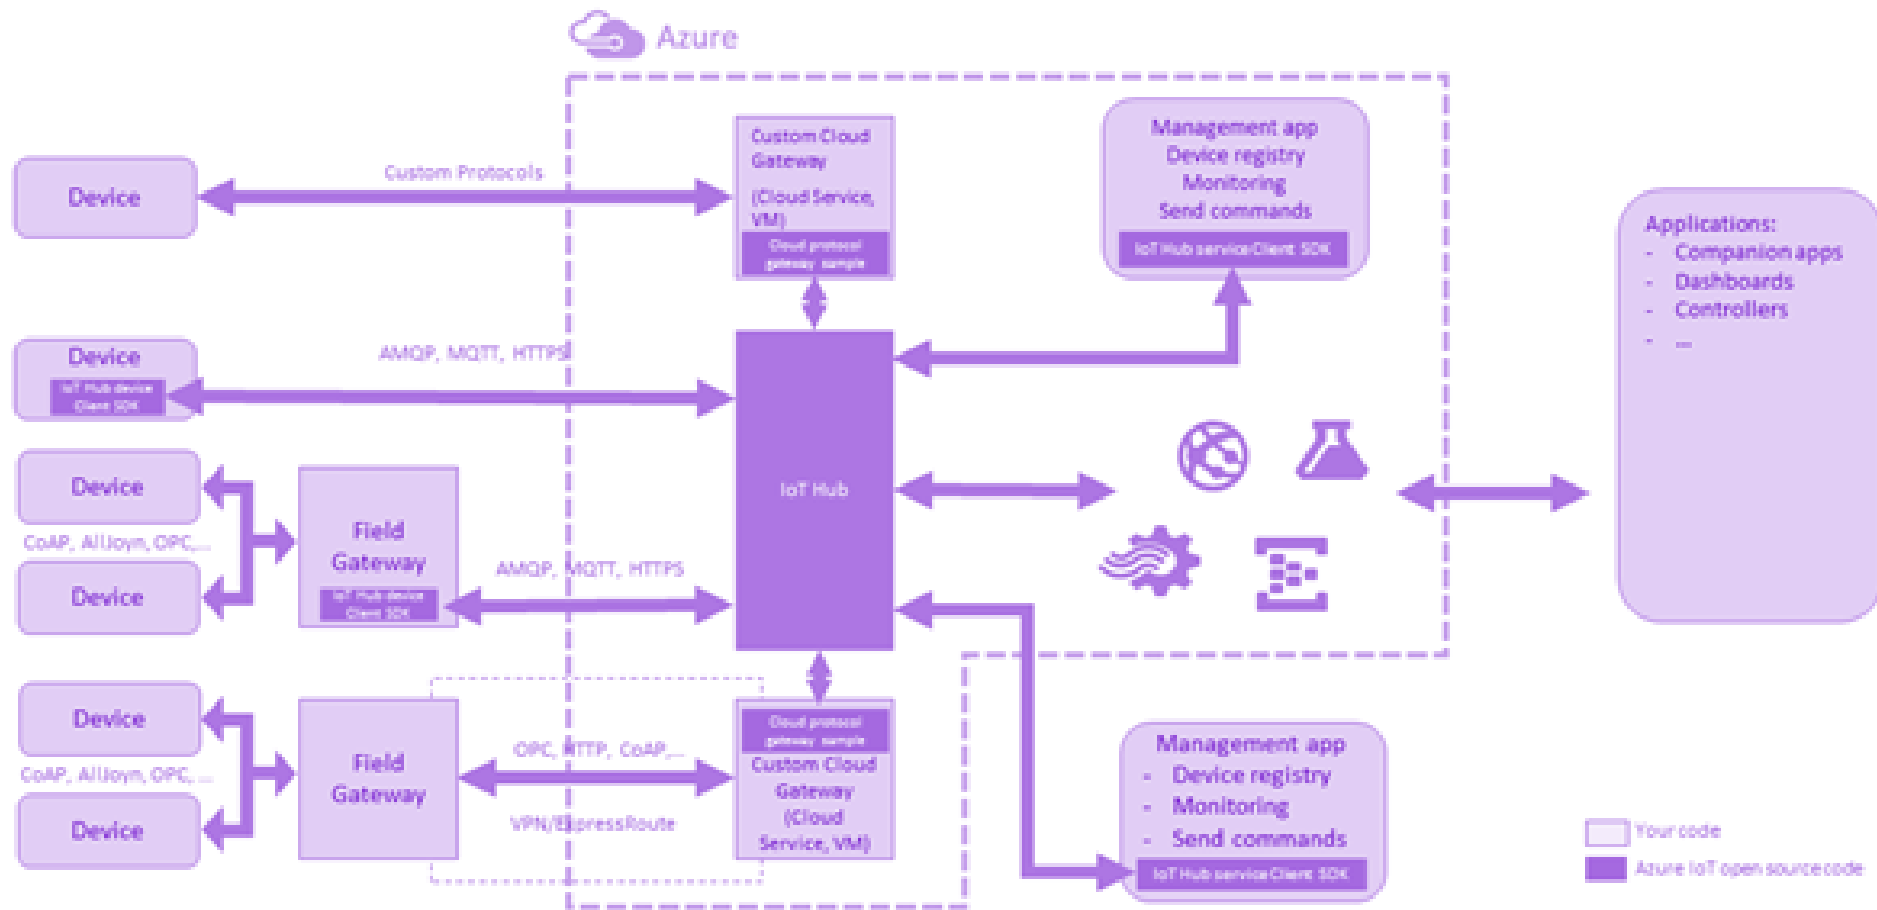 Azure
Custom Cloud
Gateway
(Cloud Service,
VM)
Cloud protocol
gateway sample
Management app
Device registry
Monitoring
Send commands
IoT Hub serviceClient SDK
Device
Custom Protocols
Applications:
- Companion apps
- Dashboards
- Controllers
- ...
Device
IoT Hub device
Client SDK
AMQP, MQTT, HTTPS
IoT Hub
Device
CoAP, AllJoyn, OPC,...
Device
Field
Gateway
IoT Hub device
Client SDK
AMQP, MQTT, HTTPS
Device
CoAP, AllJoyn, OPC, ...
Device
Field
Gateway
OPC, HTTP, CoAP,...
VPN/ExpressRoute
Cloud protocol
gateway sample
Custom Cloud
Gateway
(Cloud
Service, VM)
Management app
- Device registry
- Monitoring
- Send commands
IoT Hub serviceClient SDK
Your code
Azure IoT open source code